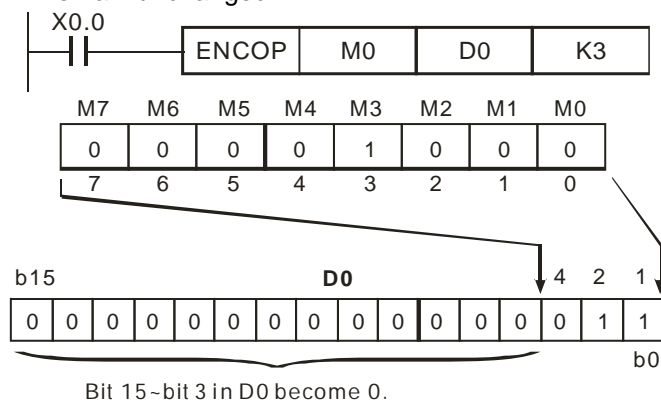 X0.0
ENCOP M0 D0 K3
M7 M6 M5 M4 M3 M2 M1 M0
0 0 0 0 1 0 0 0
7 6 5 4 3 2 1 0
b15 D0 4 2 1
0 0 0 0 0 0 0 0 0 0 0 0 0 0 1 1
b0
Bit 15~bit 3 in D0 become 0.